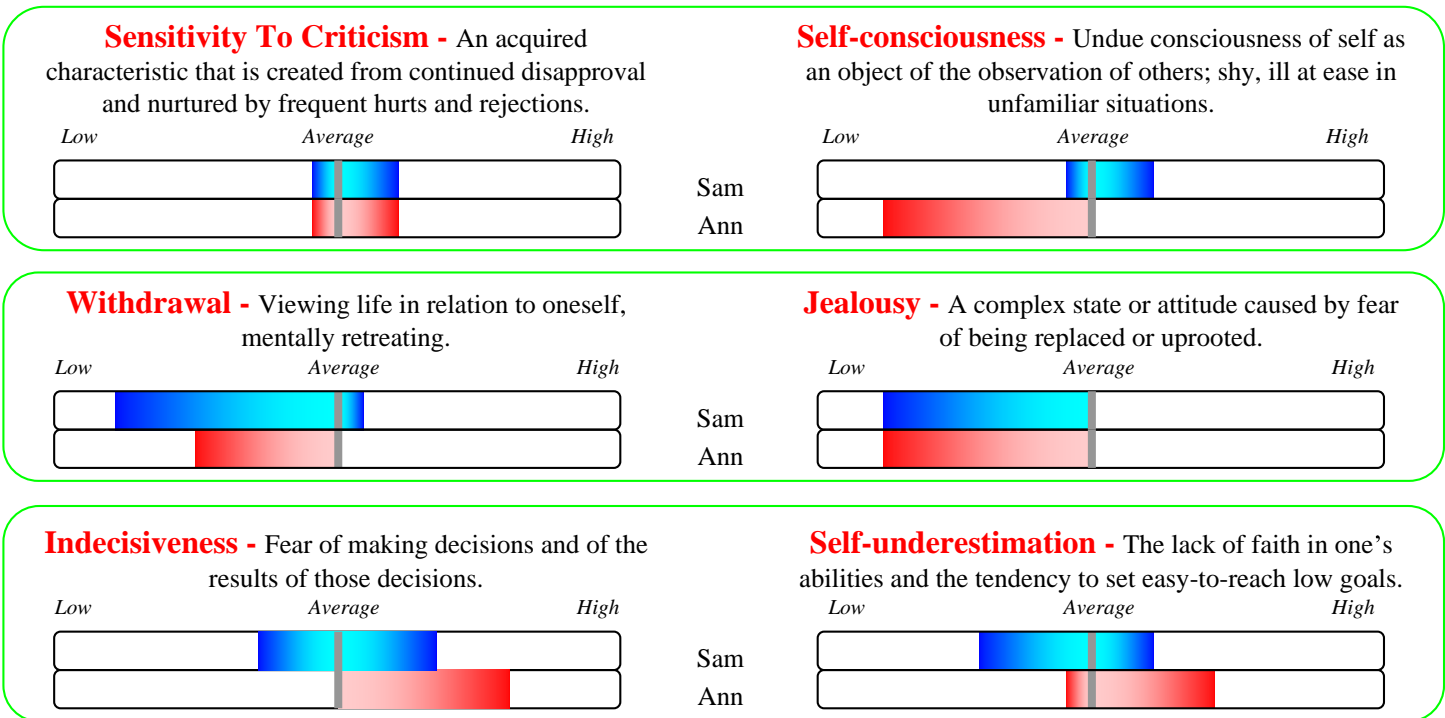 Sensitivity To Criticism - An acquired
characteristic that is created from continued disapproval
and nurtured by frequent hurts and rejections.
Low Average High
Self-consciousness - Undue consciousness of self as
an object of the observation of others; shy, ill at ease in
unfamiliar situations.
Low Average High
Sam
Ann
Withdrawal - Viewing life in relation to oneself,
mentally retreating.
Low Average High
Jealousy - A complex state or attitude caused by fear
of being replaced or uprooted.
Low Average High
Sam
Ann
Indecisiveness - Fear of making decisions and of the
results of those decisions.
Low Average High
Self-underestimation - The lack of faith in one’s
abilities and the tendency to set easy-to-reach low goals.
Low Average High
Sam
Ann